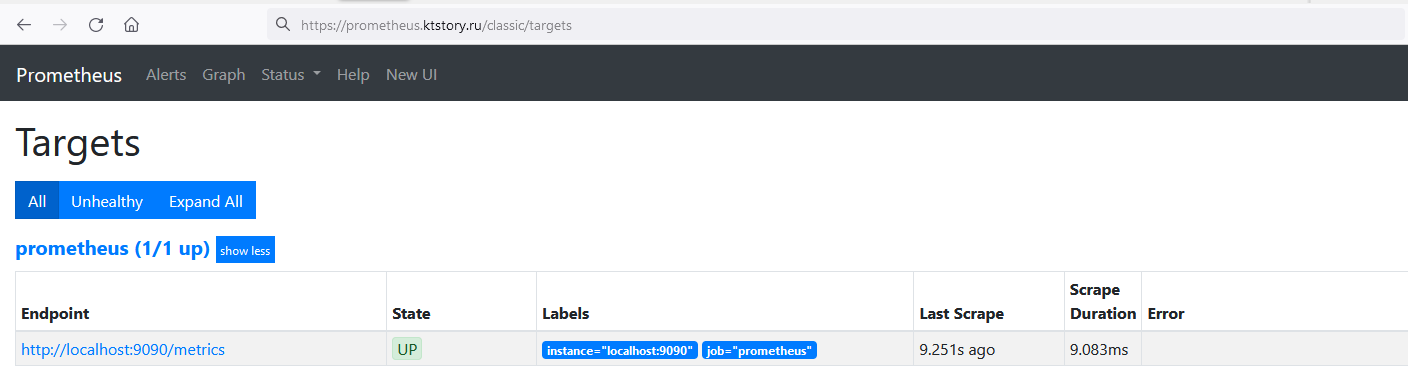 https://prometheus.ktstory.ru/classic/targets
Prometheus Alerts Graph Status Help New UI
Targets
All Unhealthy Expand All
prometheus (1/1 up) show less
Endpoint State Labels Last Scrape Scrape Duration Error
http://localhost:9090/metrics UP instance="localhost:9090" job="prometheus" 9.251s ago 9.083ms